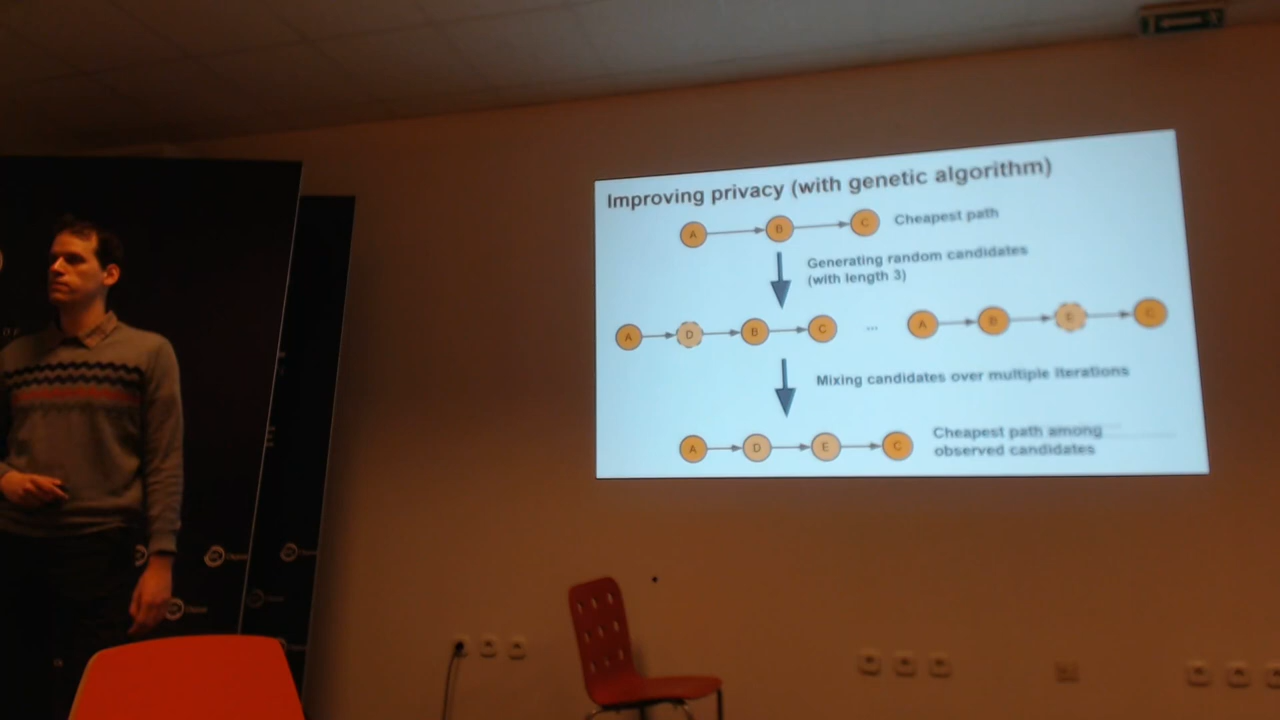 Improving privacy (with genetic algorithm)
A B C Cheapest path
Generating random candidates
(with length 3)
A D B C ... A B E C
Mixing candidates over multiple iterations
A D E C Cheapest path among
observed candidates